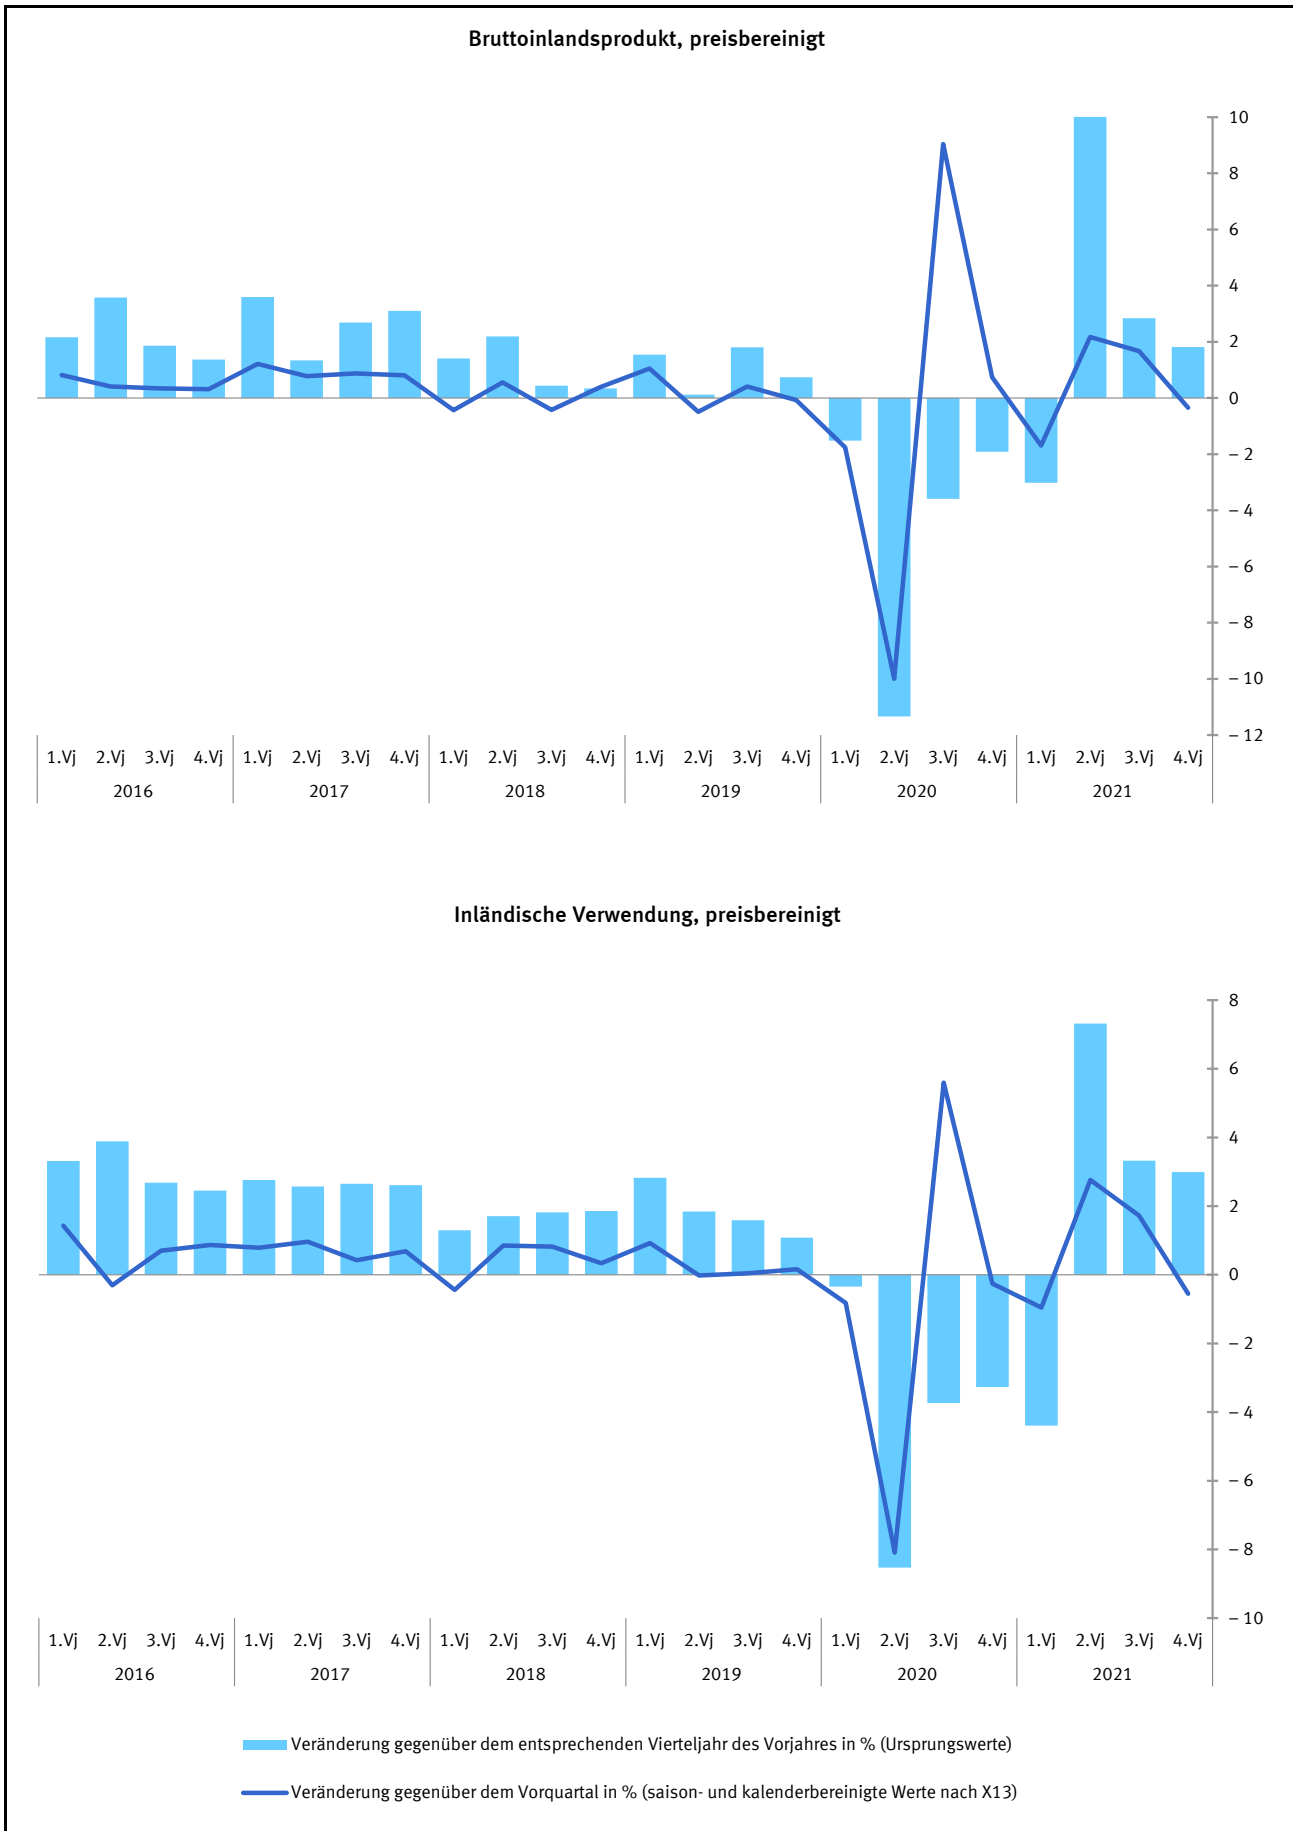 Bruttoinlandsprodukt, preisbereinigt
10
8
6
4
2
0
– 2
– 4
– 6
– 8
– 10
– 12
1.Vj 2.Vj 3.Vj 4.Vj 1.Vj 2.Vj 3.Vj 4.Vj 1.Vj 2.Vj 3.Vj 4.Vj 1.Vj 2.Vj 3.Vj 4.Vj 1.Vj 2.Vj 3.Vj 4.Vj 1.Vj 2.Vj 3.Vj 4.Vj
2016 2017 2018 2019 2020 2021
Inländische Verwendung, preisbereinigt
8
6
4
2
0
– 2
– 4
– 6
– 8
– 10
1.Vj 2.Vj 3.Vj 4.Vj 1.Vj 2.Vj 3.Vj 4.Vj 1.Vj 2.Vj 3.Vj 4.Vj 1.Vj 2.Vj 3.Vj 4.Vj 1.Vj 2.Vj 3.Vj 4.Vj 1.Vj 2.Vj 3.Vj 4.Vj
2016 2017 2018 2019 2020 2021
Veränderung gegenüber dem entsprechenden Vierteljahr des Vorjahres in % (Ursprungswerte)
Veränderung gegenüber dem Vorquartal in % (saison- und kalenderbereinigte Werte nach X13)